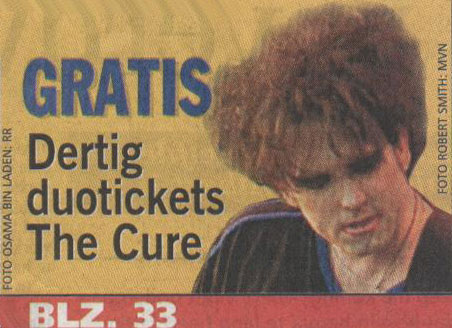 GRATIS
Dertig
duotickets
The Cure
FOTO OSAMA BIN LADEN: RR
FOTO ROBERT SMITH: MVN
BLZ. 33